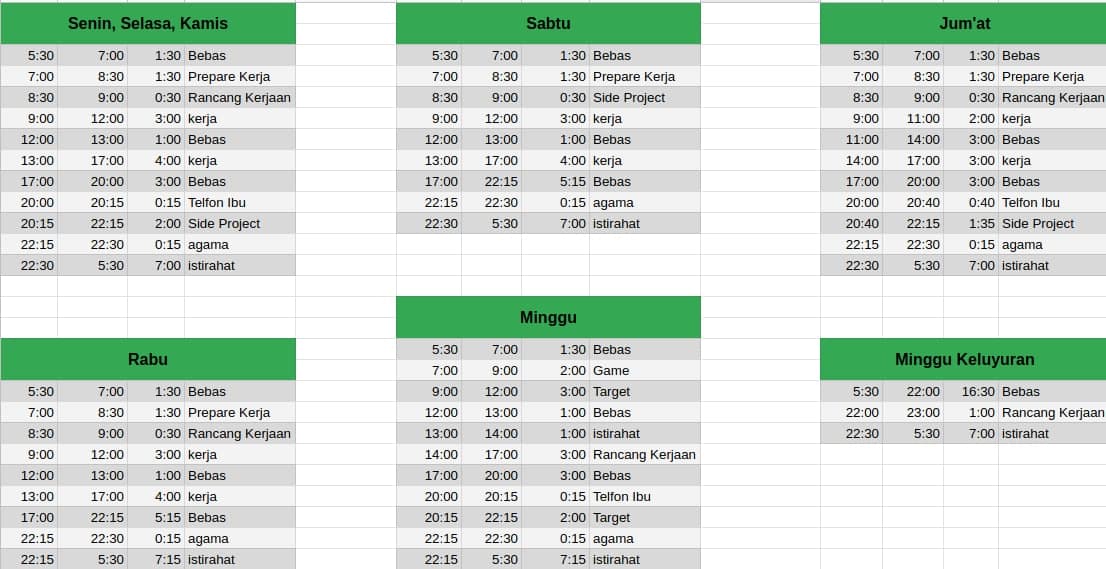 Senin, Selasa, Kamis
5:30 7:00 1:30 Bebas
7:00 8:30 1:30 Prepare Kerja
8:30 9:00 0:30 Rancang Kerjaan
9:00 12:00 3:00 kerja
12:00 13:00 1:00 Bebas
13:00 17:00 4:00 kerja
17:00 20:00 3:00 Bebas
20:00 20:15 0:15 Telfon Ibu
20:15 22:15 2:00 Side Project
22:15 22:30 0:15 agama
22:30 5:30 7:00 istirahat
Sabtu
5:30 7:00 1:30 Bebas
7:00 8:30 1:30 Prepare Kerja
8:30 9:00 0:30 Side Project
9:00 12:00 3:00 kerja
12:00 13:00 1:00 Bebas
13:00 17:00 4:00 kerja
17:00 22:15 5:15 Bebas
22:15 22:30 0:15 agama
22:30 5:30 7:00 istirahat
Jum'at
5:30 7:00 1:30 Bebas
7:00 8:30 1:30 Prepare Kerja
8:30 9:00 0:30 Rancang Kerjaan
9:00 11:00 2:00 kerja
11:00 14:00 3:00 Bebas
14:00 17:00 3:00 kerja
17:00 20:00 3:00 Bebas
20:00 20:40 0:40 Telfon Ibu
20:40 22:15 1:35 Side Project
22:15 22:30 0:15 agama
22:30 5:30 7:00 istirahat
Rabu
5:30 7:00 1:30 Bebas
7:00 8:30 1:30 Prepare Kerja
8:30 9:00 0:30 Rancang Kerjaan
9:00 12:00 3:00 kerja
12:00 13:00 1:00 Bebas
13:00 17:00 4:00 kerja
17:00 22:15 5:15 Bebas
22:15 22:30 0:15 agama
22:15 5:30 7:15 istirahat
Minggu
5:30 7:00 1:30 Bebas
7:00 9:00 2:00 Game
9:00 12:00 3:00 Target
12:00 13:00 1:00 Bebas
13:00 14:00 1:00 istirahat
14:00 17:00 3:00 Rancang Kerjaan
17:00 20:00 3:00 Bebas
20:00 20:15 0:15 Telfon Ibu
20:15 22:15 2:00 Target
22:15 22:30 0:15 agama
22:15 5:30 7:15 istirahat
Minggu Keluyuran
5:30 22:00 16:30 Bebas
22:00 23:00 1:00 Rancang Kerjaan
22:30 5:30 7:00 istirahat